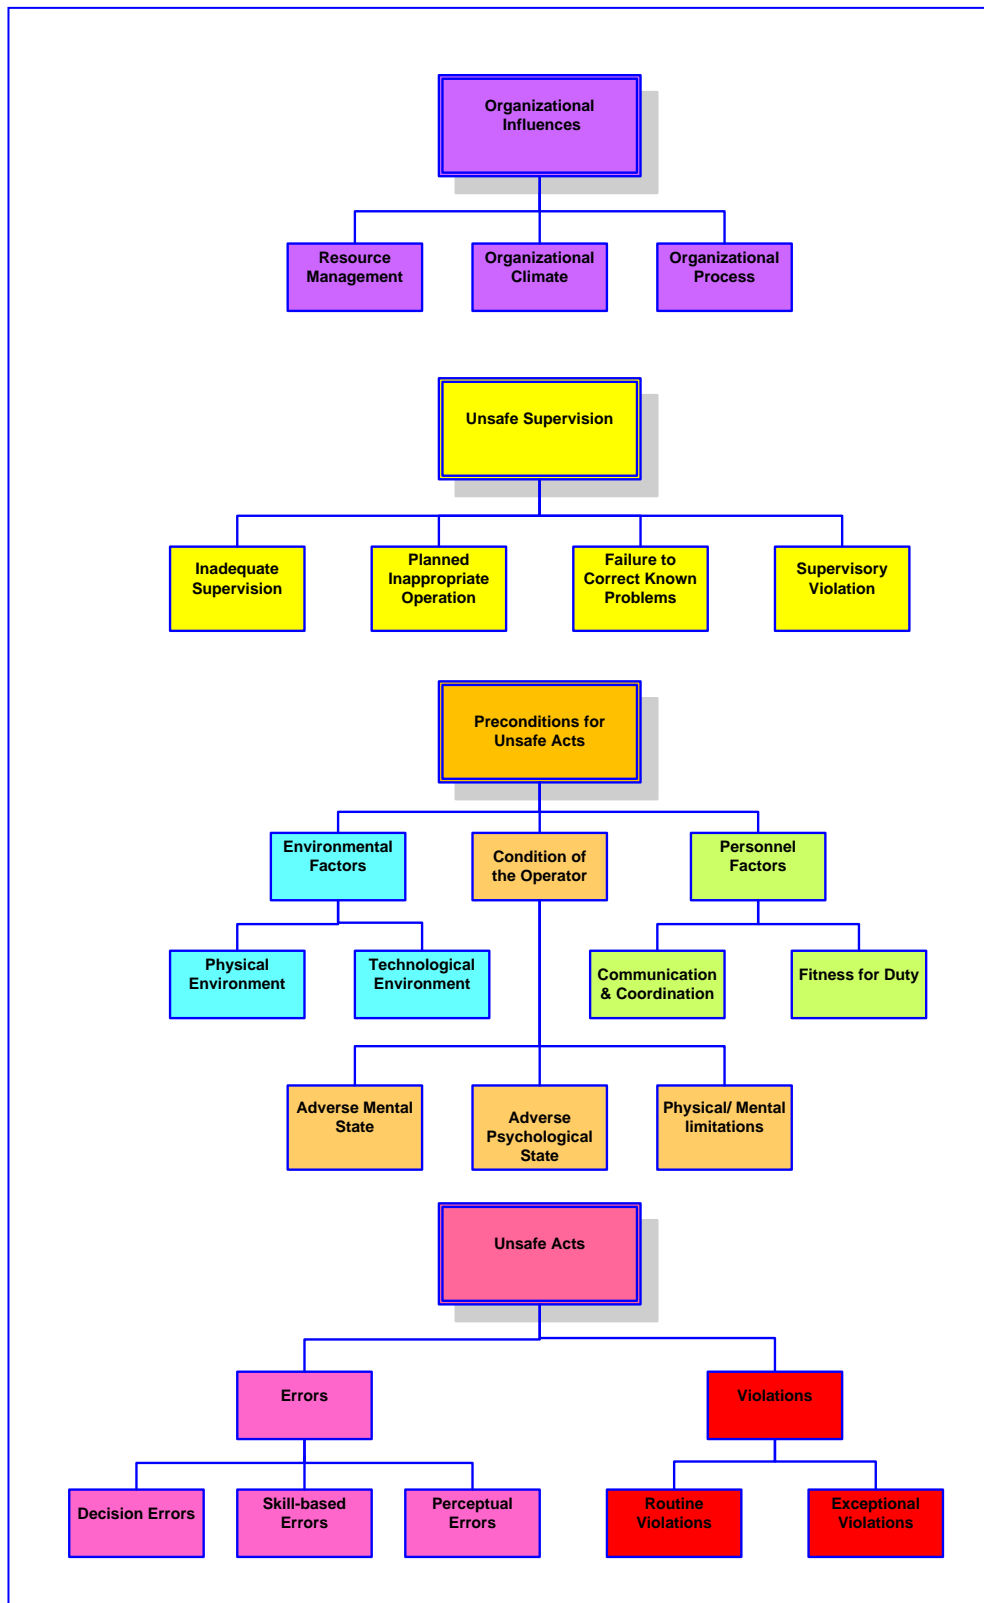 Organizational
Influences
Resource
Management
Organizational
Climate
Organizational
Process
Unsafe Supervision
Inadequate
Supervision
Planned
Inappropriate
Operation
Failure to
Correct Known
Problems
Supervisory
Violation
Preconditions for
Unsafe Acts
Environmental
Factors
Condition of
the Operator
Personnel
Factors
Physical
Environment
Technological
Environment
Communication
& Coordination
Fitness for Duty
Adverse Mental
State
Adverse
Psychological
State
Physical/ Mental
limitations
Unsafe Acts
Errors
Violations
Decision Errors
Skill-based
Errors
Perceptual
Errors
Routine
Violations
Exceptional
Violations